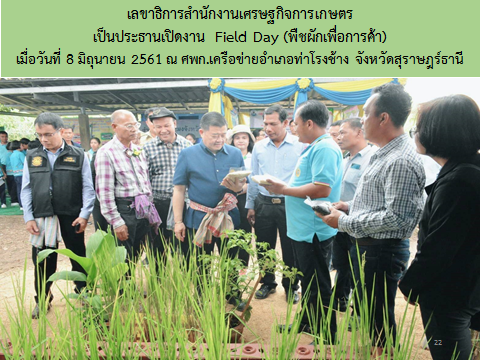 เลขาธิการสำนักงานเศรษฐกิจการเกษตร
เป็นประธานเปิดงาน Field Day (พืชผักเพื่อการค้า)
เมื่อวันที่ 8 มิถุนายน 2561 ณ ศพก.เครือข่ายอำเภอท่าโรงช้าง จังหวัดสุราษฎร์ธานี
22